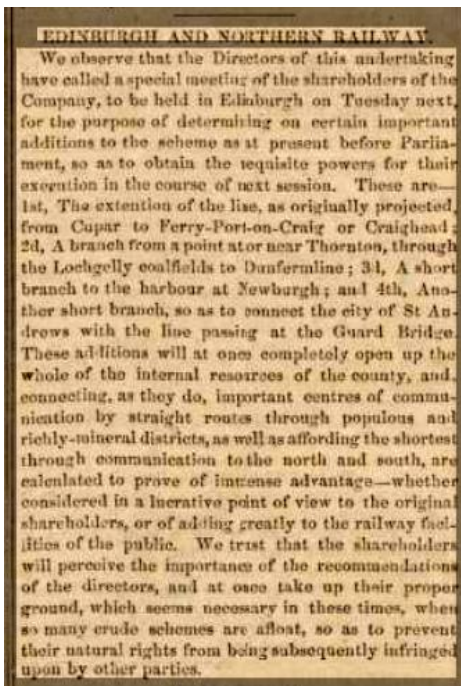 EDINBURGH AND NORTHERN RAILWAY.
We observe that the Directors of this undertaking
have called a special meeting of the shareholders of the
Company, to be held in Edinburgh on Tuesday next,
for the purpose of determining on certain important
additions to the scheme as at present before Parlia-
ment, so as to obtain the requisite powers for their
execution in the course of next session. These are—
1st, The extention of the line, as originally projected,
from Cupar to Ferry-Port-on-Craig or Craighead;
2d, A branch from a point at or near Thornton, through
the Lochgelly coalfields to Dunfermline; 3d, A short
branch to the harbour at Newburgh; and 4th, Ano-
ther short branch, so as to connect the city of St An-
drews with the line passing at the Guard Bridge.
These additions will at once completely open up the
whole of the internal resources of the county, and,
connecting, as they do, important centres of commu-
nication by straight routes through populous and
richly-mineral districts, as well as affording the shortest
through communication to the north and south, are
calculated to prove of immense advantage—whether
considered in a lucrative point of view to the original
shareholders, or of adding greatly to the railway faci-
lities of the public. We trust that the shareholders
will perceive the importance of the recommendations
of the directors, and at once take up their proper
ground, which seems necessary in these times, when
so many crude schemes are afloat, so as to prevent
their natural rights from being subsequently infringed
upon by other parties.